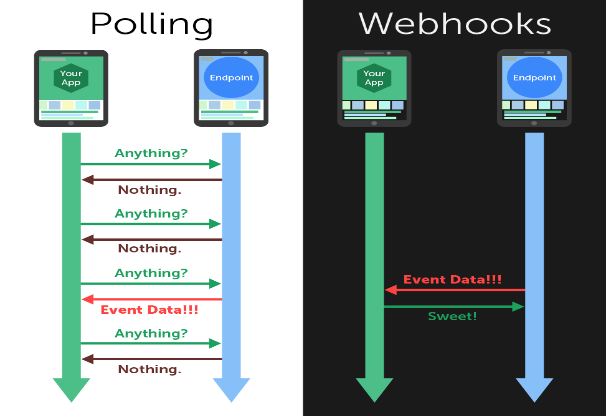 Polling
Your
App
Endpoint
Anything?
Nothing.
Anything?
Nothing.
Anything?
Event Data!!!
Anything?
Nothing.
Webhooks
Your
App
Endpoint
Event Data!!!
Sweet!